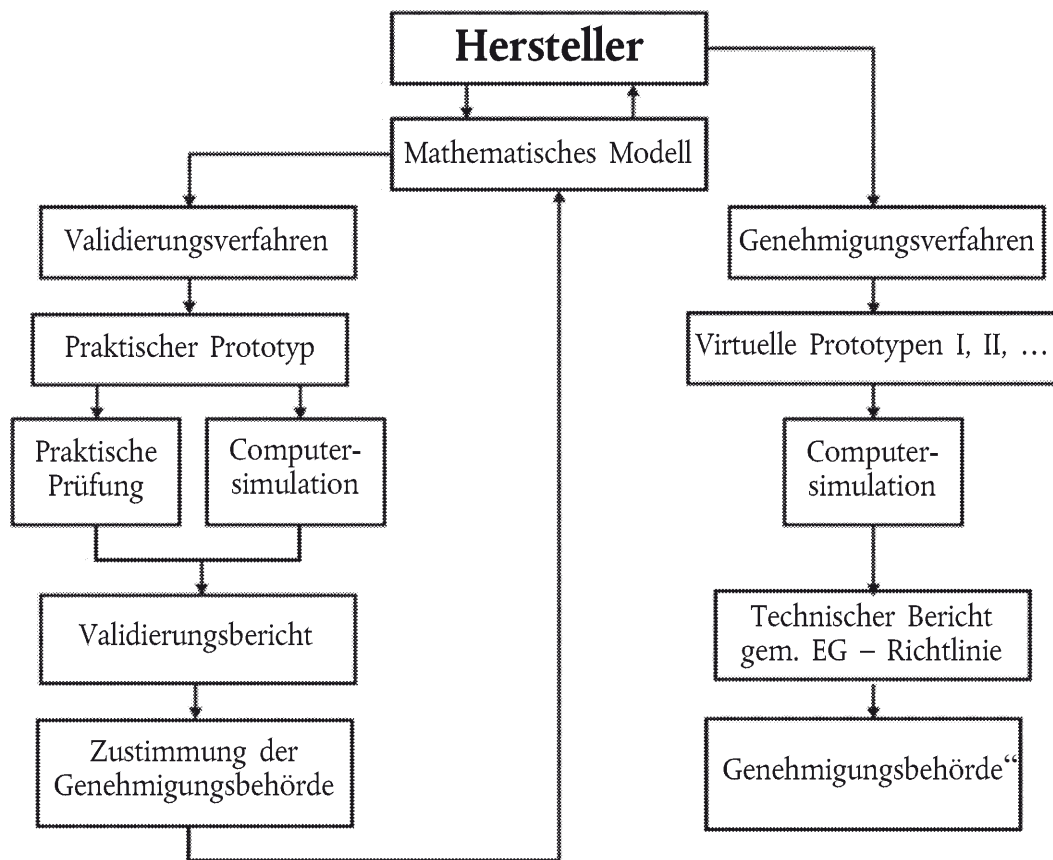 Hersteller
Mathematisches Modell
Validierungsverfahren
Praktischer Prototyp
Praktische
Prüfung
Computer-
simulation
Validierungsbericht
Zustimmung der
Genehmigungsbehörde
Genehmigungsverfahren
Virtuelle Prototypen I, II, …
Computer-
simulation
Technischer Bericht
gem. EG – Richtlinie
Genehmigungsbehörde“